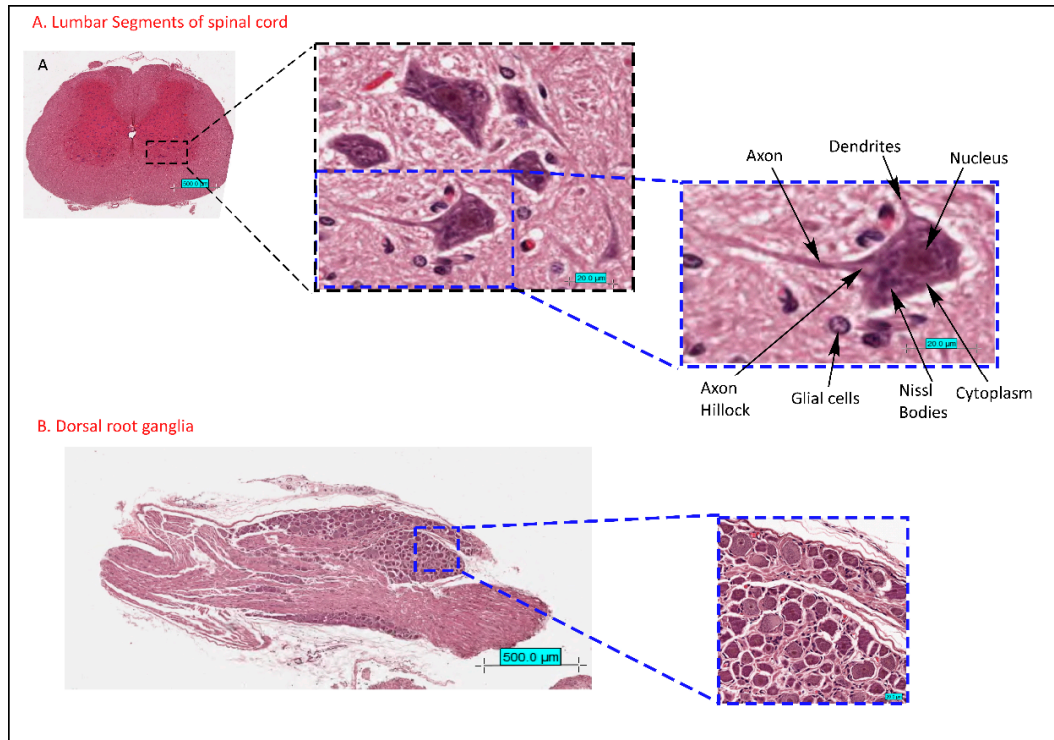 A. Lumbar Segments of spinal cord
A
500.0 µm
20.0 µm
Axon
Dendrites
Nucleus
20.0 µm
Axon
Hillock
Glial cells
Nissl
Bodies
Cytoplasm
B. Dorsal root ganglia
500.0 µm